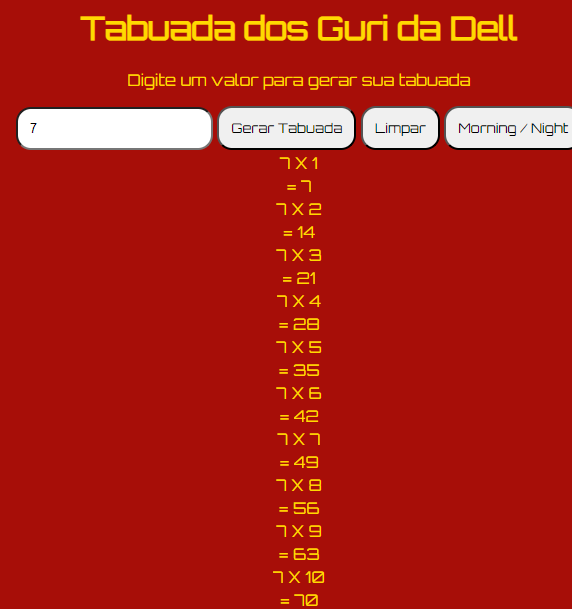 Tabuada dos Guri da Dell
Digite um valor para gerar sua tabuada
7 Gerar Tabuada Limpar Morning / Night
7 X 1
= 7
7 X 2
= 14
7 X 3
= 21
7 X 4
= 28
7 X 5
= 35
7 X 6
= 42
7 X 7
= 49
7 X 8
= 56
7 X 9
= 63
7 X 10
= 70